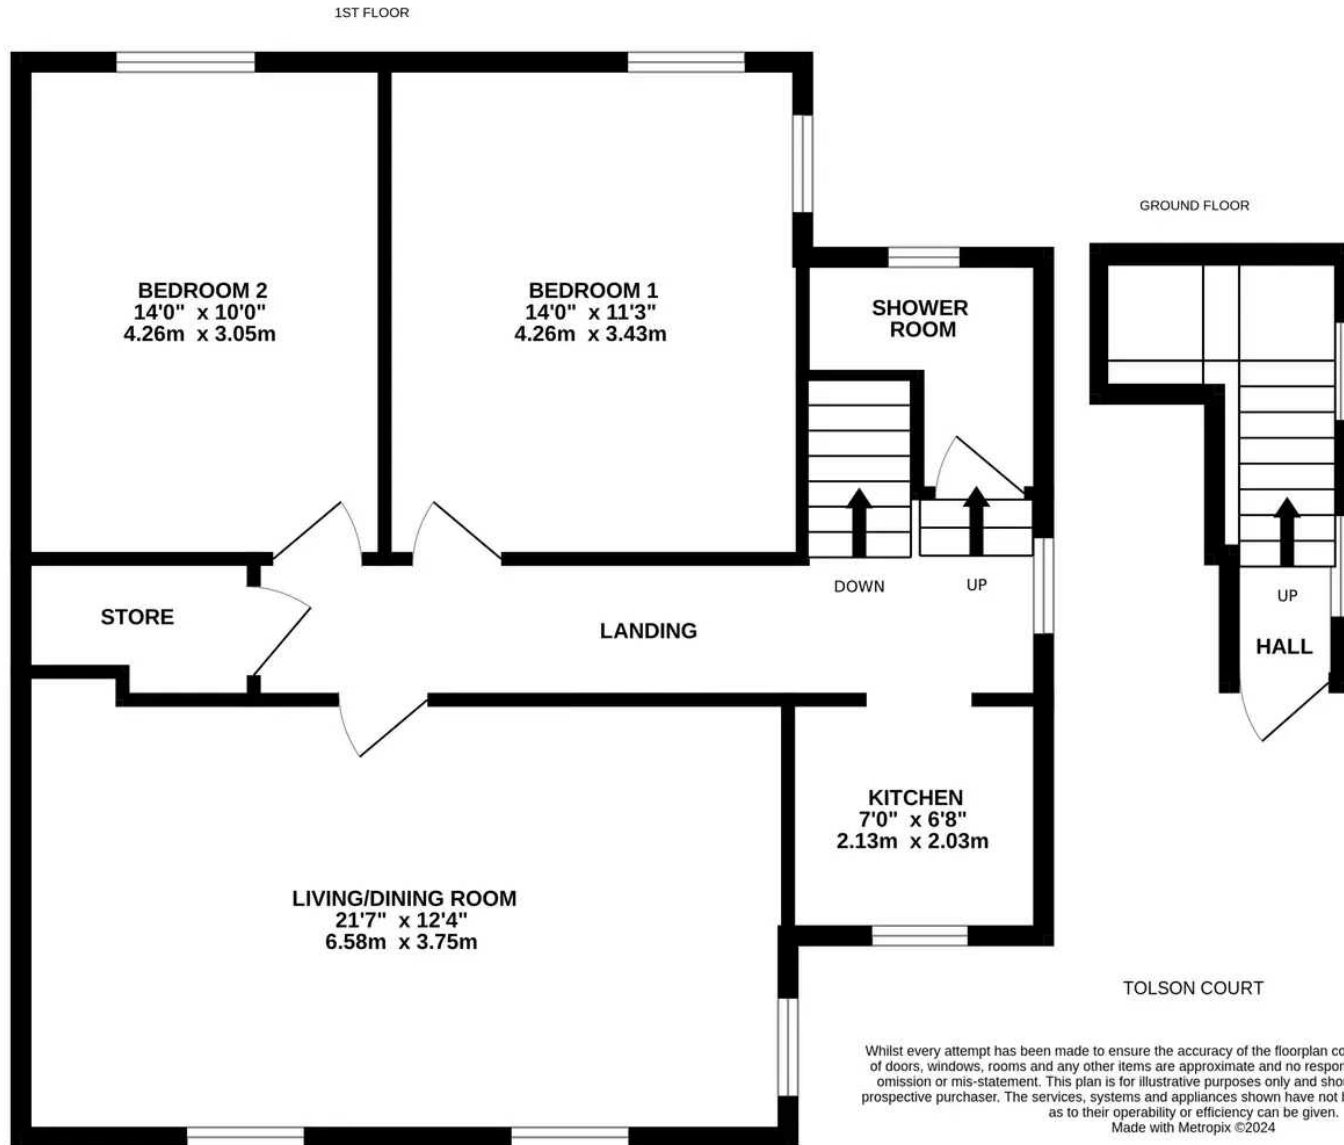 1ST FLOOR
BEDROOM 2
14'0" x 10'0"
4.26m x 3.05m
BEDROOM 1
14'0" x 11'3"
4.26m x 3.43m
SHOWER
ROOM
DOWN
UP
STORE
LANDING
KITCHEN
7'0" x 6'8"
2.13m x 2.03m
LIVING/DINING ROOM
21'7" x 12'4"
6.58m x 3.75m
GROUND FLOOR
UP
HALL
TOLSON COURT
Whilst every attempt has been made to ensure the accuracy of the floorplan
of doors, windows, rooms and any other items are approximate and no
omission or mis-statement. This plan is for illustrative purposes only and
prospective purchaser. The services, systems and appliances shown have not
as to their operability or efficiency can be given.
Made with Metropix ©2024